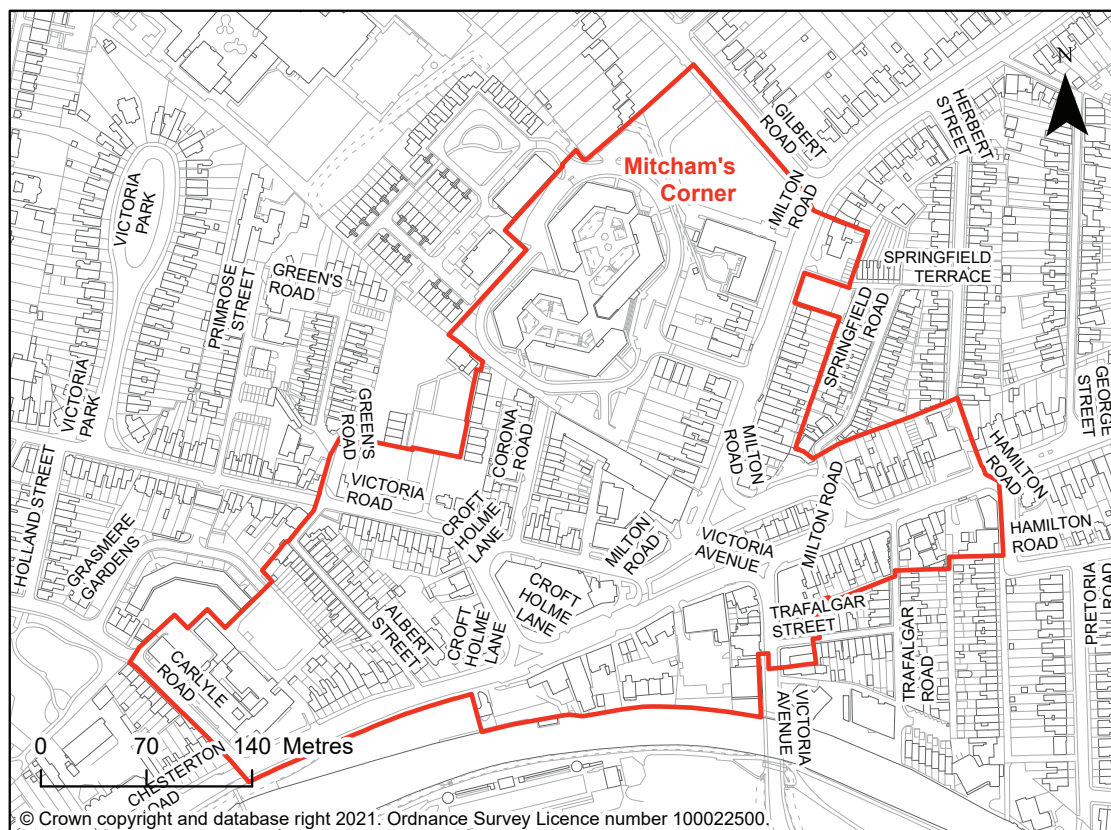 N
GILBERT
ROAD
HERBERT
STREET
Mitcham's
Corner
MILTON
ROAD
VICTORIA
PARK
PRIMROSE
STREET
GREEN'S
ROAD
SPRINGFIELD
TERRACE
SPRINGFIELD
ROAD
VICTORIA
PARK
GEORGE
STREET
GREEN'S
ROAD
CORONA
ROAD
MILTON
ROAD
HAMILTON
ROAD
HOLLAND STREET
VICTORIA
ROAD
CROFT
HOLME
LANE
MILTON ROAD
GRASMERE
GARDENS
MILTON
ROAD
VICTORIA
AVENUE
HAMILTON
ROAD
CROFT
HOLME
LANE
ALBERT
STREET
CROFT
HOLME
LANE
TRAFALGAR
STREET
TRAFALGAR
ROAD
PRETORIA
ROAD
CARLYLE
ROAD
VICTORIA
AVENUE
0 70 140 Metres
CHESTERTON
ROAD
© Crown copyright and database right 2021. Ordnance Survey Licence number 100022500.